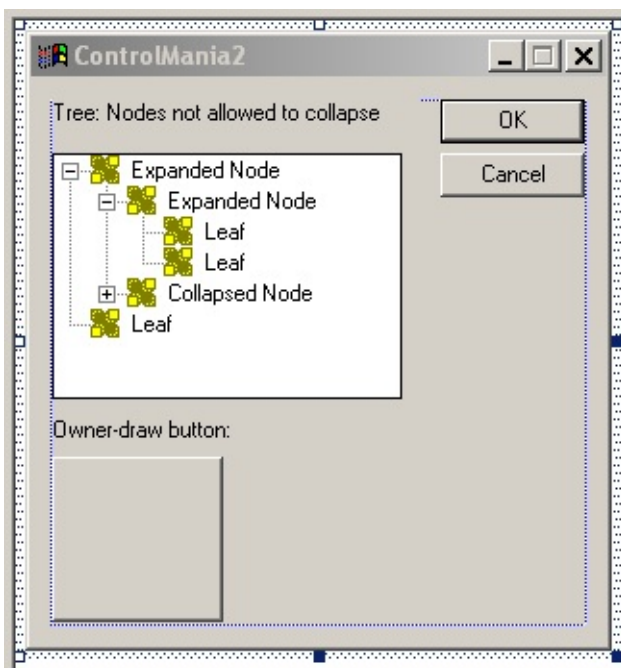 ControlMania2
Tree: Nodes not allowed to collapse
OK
Cancel
Expanded Node
Expanded Node
Leaf
Leaf
Collapsed Node
Leaf
Owner-draw button: